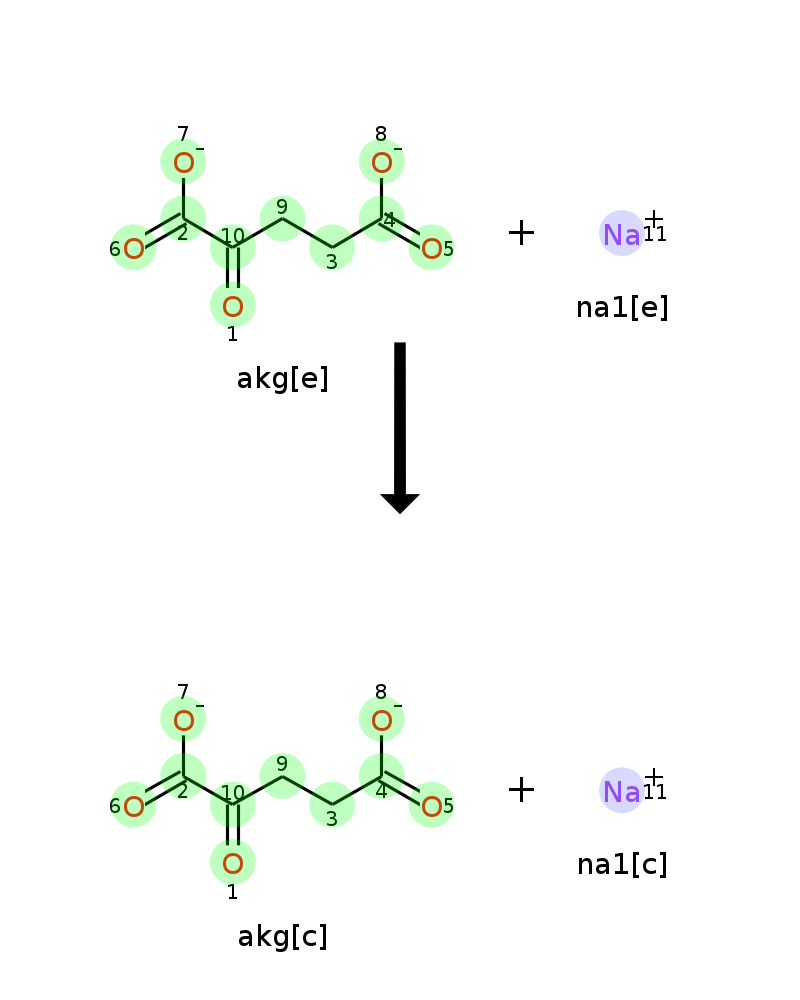 7 8
O⁻ O⁻
9
2 10 4
6 O 3 O 5 + Na⁺ 11
O
1
na1[e]
akg[e]
7 8
O⁻ O⁻
9
2 10 4
6 O 3 O 5 + Na⁺ 11
O
1
na1[c]
akg[c]